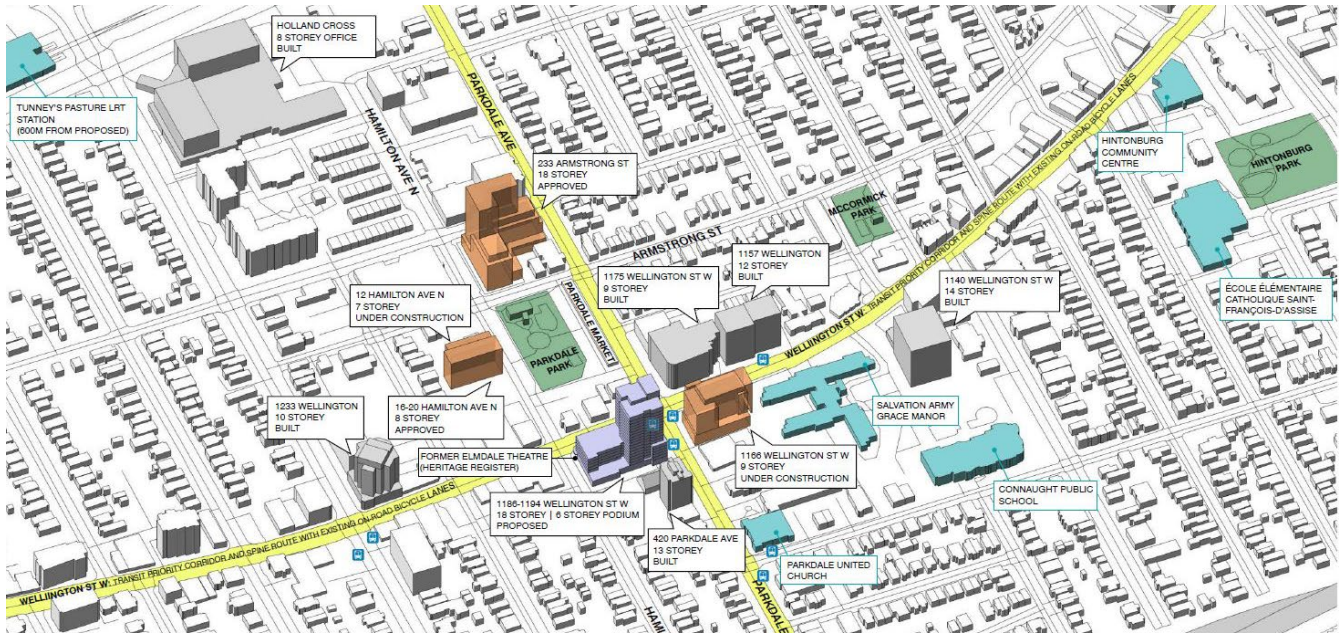 HOLLAND CROSS
8 STOREY OFFICE
BUILT
TUNNEY'S PASTURE LRT
STATION
(600M FROM PROPOSED)
HAMILTON AVE N
PARKDALE AVE
233 ARMSTRONG ST
18 STOREY
APPROVED
HINTONBURG
COMMUNITY
CENTRE
HINTONBURG
PARK
MCCORMICK
PARK
ARMSTRONG ST
1157 WELLINGTON
12 STOREY
BUILT
1175 WELLINGTON ST W
9 STOREY
BUILT
1140 WELLINGTON ST W
14 STOREY
BUILT
ÉCOLE ÉLÉMENTAIRE
CATHOLIQUE SAINT-
FRANÇOIS-D'ASSISE
12 HAMILTON AVE N
7 STOREY
UNDER CONSTRUCTION
PARKDALE MARKET
PARKDALE
PARK
WELLINGTON ST W: TRANSIT PRIORITY CORRIDOR AND SPINE ROUTE WITH EXISTING ON-ROAD BICYCLE LANES
16-20 HAMILTON AVE N
8 STOREY
APPROVED
1233 WELLINGTON
10 STOREY
BUILT
SALVATION ARMY
GRACE MANOR
FORMER ELMDALE THEATRE
(HERITAGE REGISTER)
1166 WELLINGTON ST W
9 STOREY
UNDER CONSTRUCTION
CONNAUGHT PUBLIC
SCHOOL
1186-1194 WELLINGTON ST W
18 STOREY | 6 STOREY PODIUM
PROPOSED
420 PARKDALE AVE
13 STOREY
BUILT
PARKDALE UNITED
CHURCH
WELLINGTON ST W: TRANSIT PRIORITY CORRIDOR AND SPINE ROUTE WITH EXISTING ON-ROAD BICYCLE LANES
PARKDALE